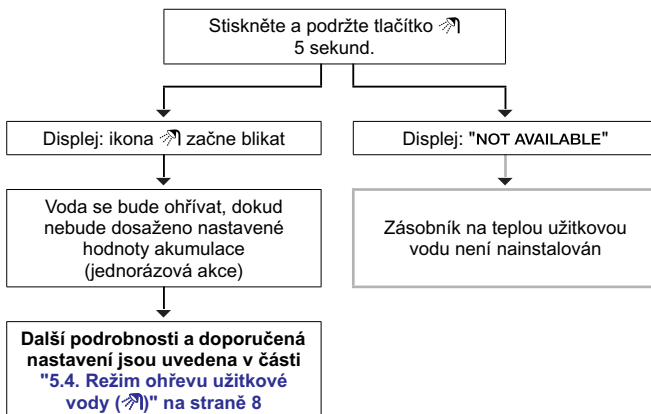 Stiskněte a podržte tlačítko
5 sekund.
Displej: ikona začne blikat
Displej: "NOT AVAILABLE"
Voda se bude ohřívat, dokud
nebude dosaženo nastavené
hodnoty akumulace
(jednorázová akce)
Zásobník na teplou užitkovou
vodu není nainstalován
Další podrobnosti a doporučená
nastavení jsou uvedena v části
"5.4. Režim ohřevu užitkové
vody ()" na straně 8